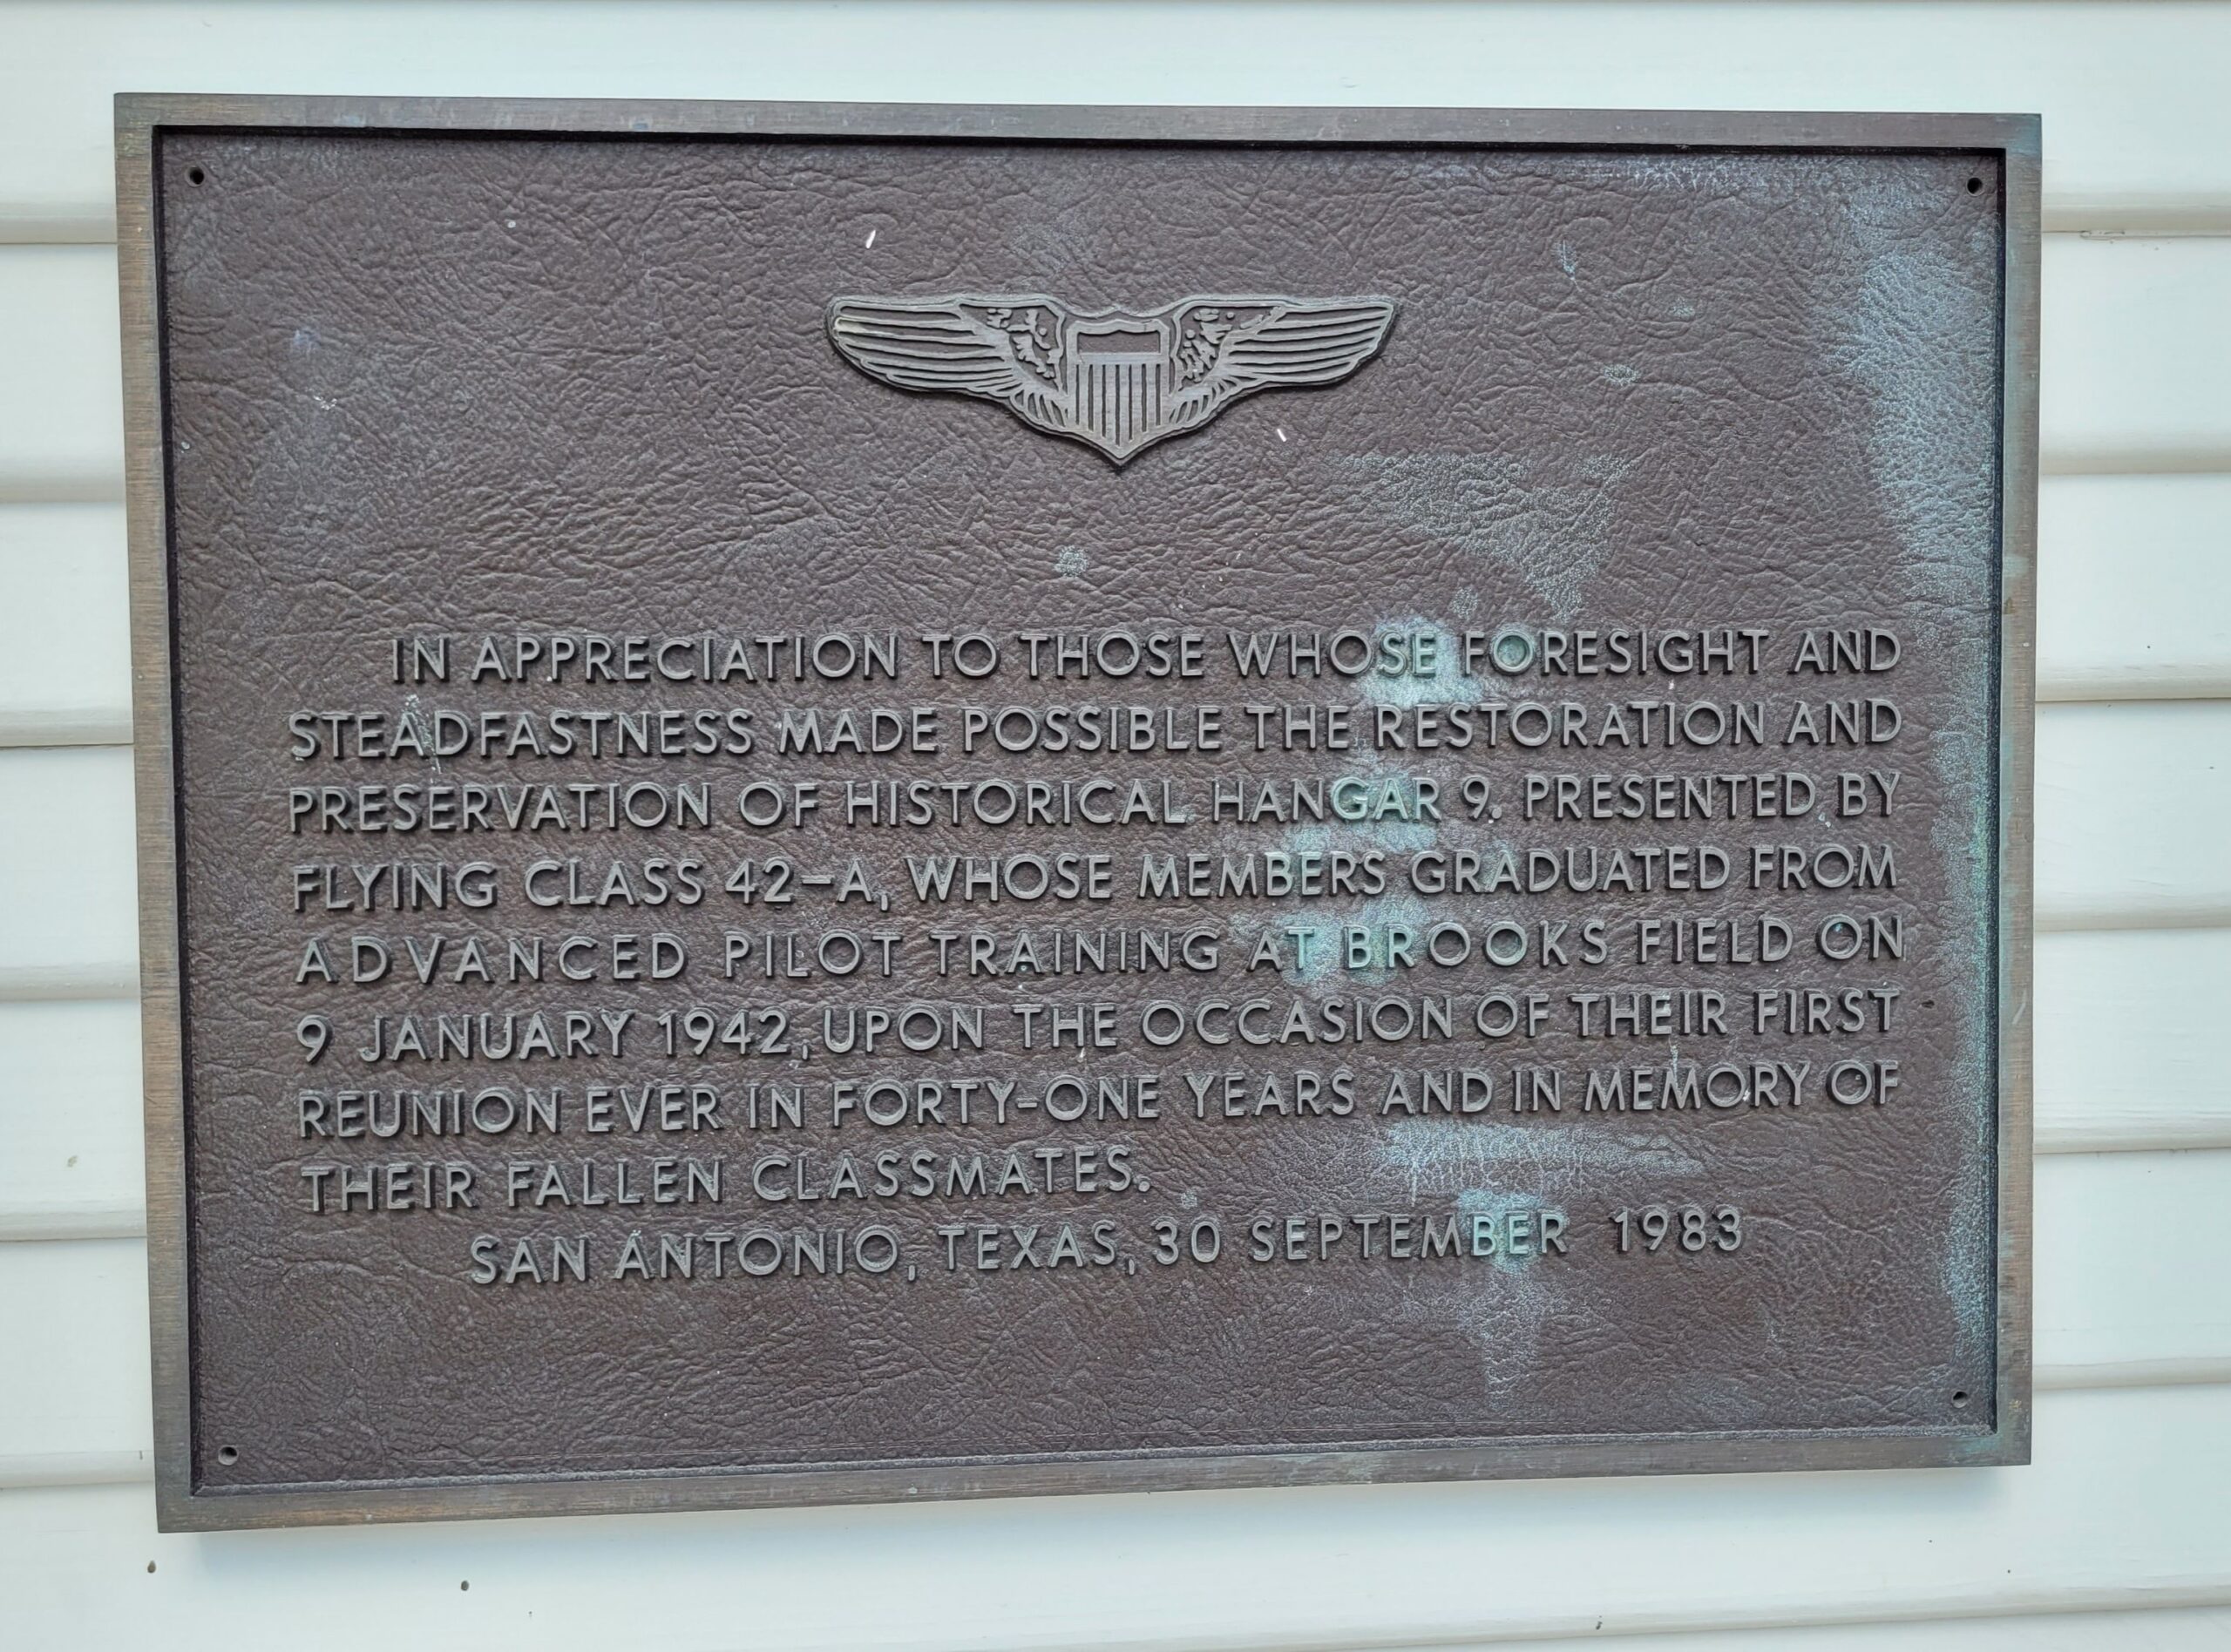 IN APPRECIATION TO THOSE WHOSE FORESIGHT AND
STEADFASTNESS MADE POSSIBLE THE RESTORATION AND
PRESERVATION OF HISTORICAL HANGAR 9. PRESENTED BY
FLYING CLASS 42-A, WHOSE MEMBERS GRADUATED FROM
ADVANCED PILOT TRAINING AT BROOKS FIELD ON
9 JANUARY 1942, UPON THE OCCASION OF THEIR FIRST
REUNION EVER IN FORTY-ONE YEARS AND IN MEMORY OF
THEIR FALLEN CLASSMATES.
SAN ANTONIO, TEXAS, 30 SEPTEMBER 1983